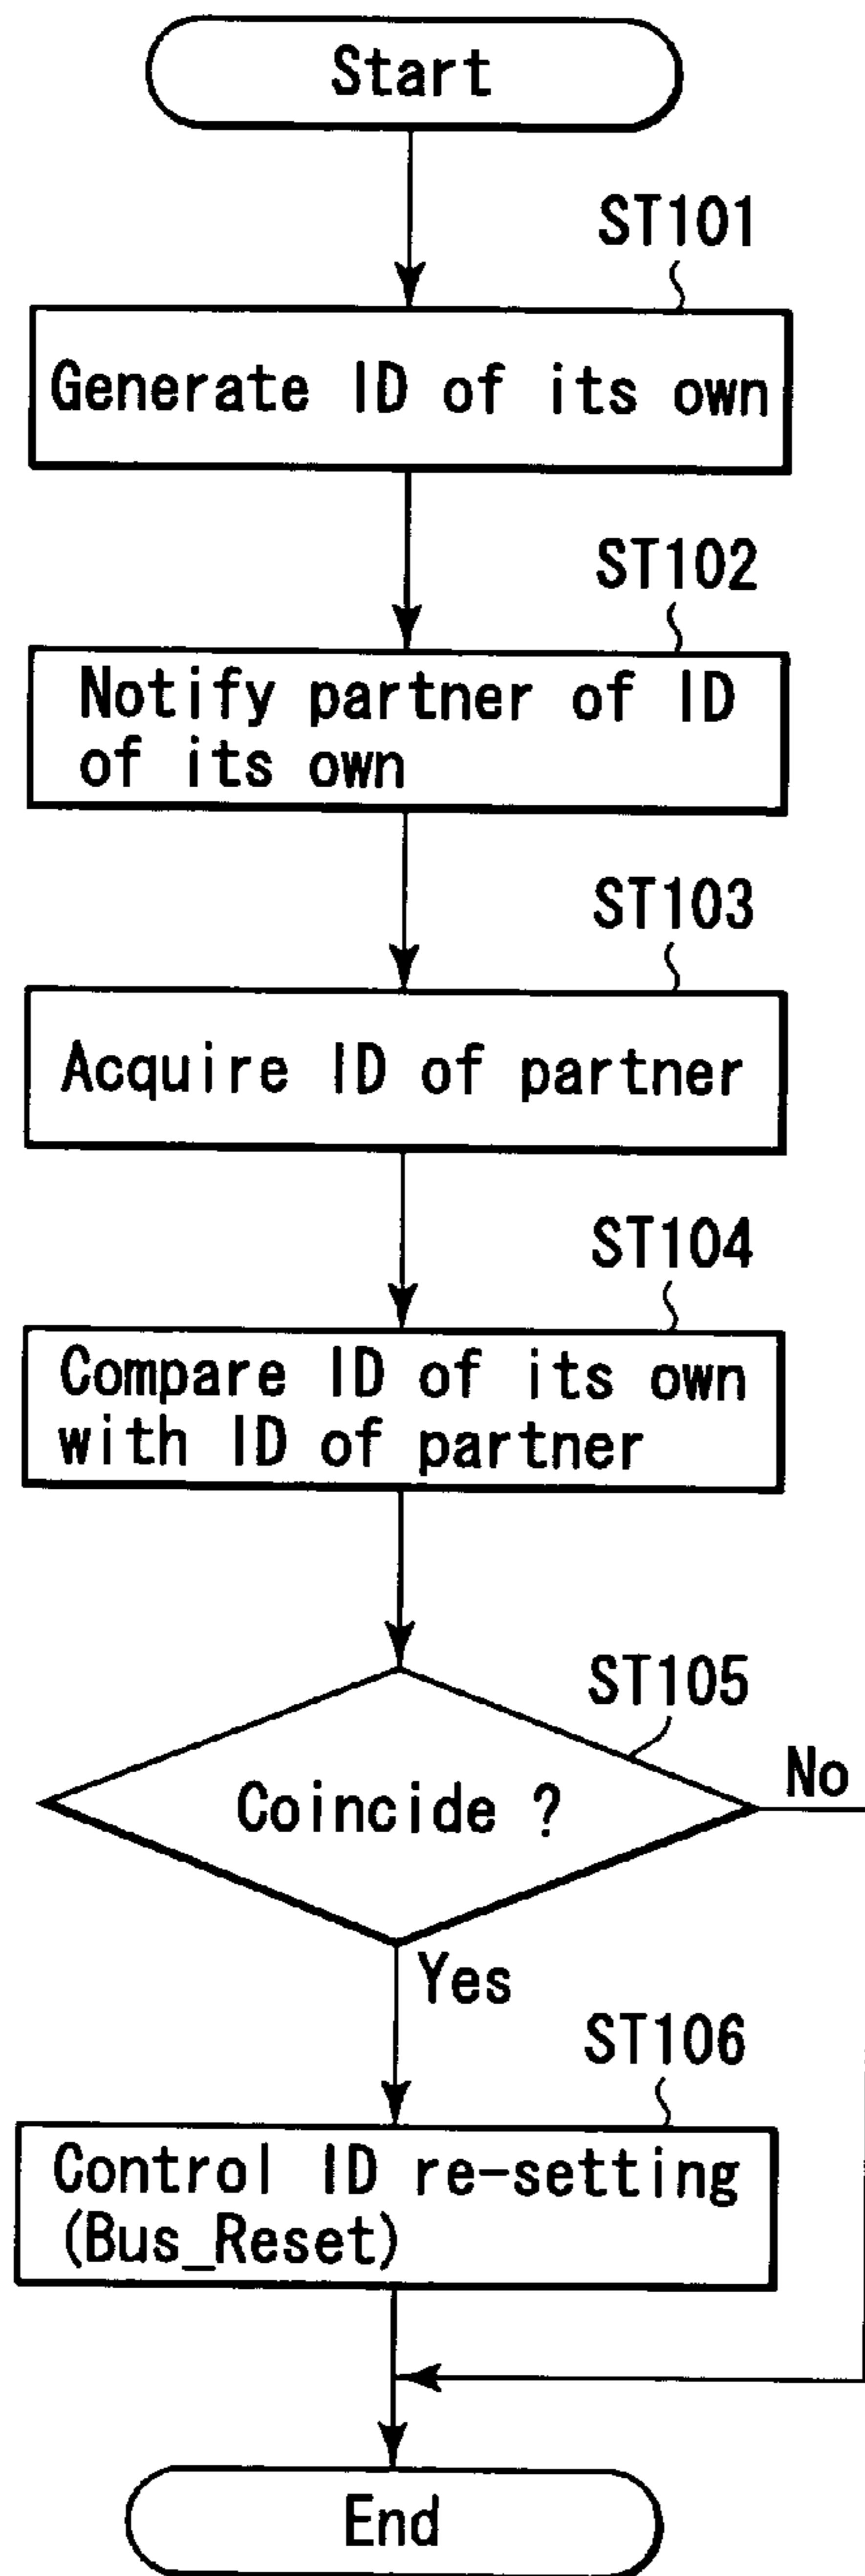 Start
ST101
Generate ID of its own
ST102
Notify partner of ID
of its own
ST103
Acquire ID of partner
ST104
Compare ID of its own
with ID of partner
ST105
Coincide ?
No
Yes
ST106
Control ID re-setting
(Bus_Reset)
End